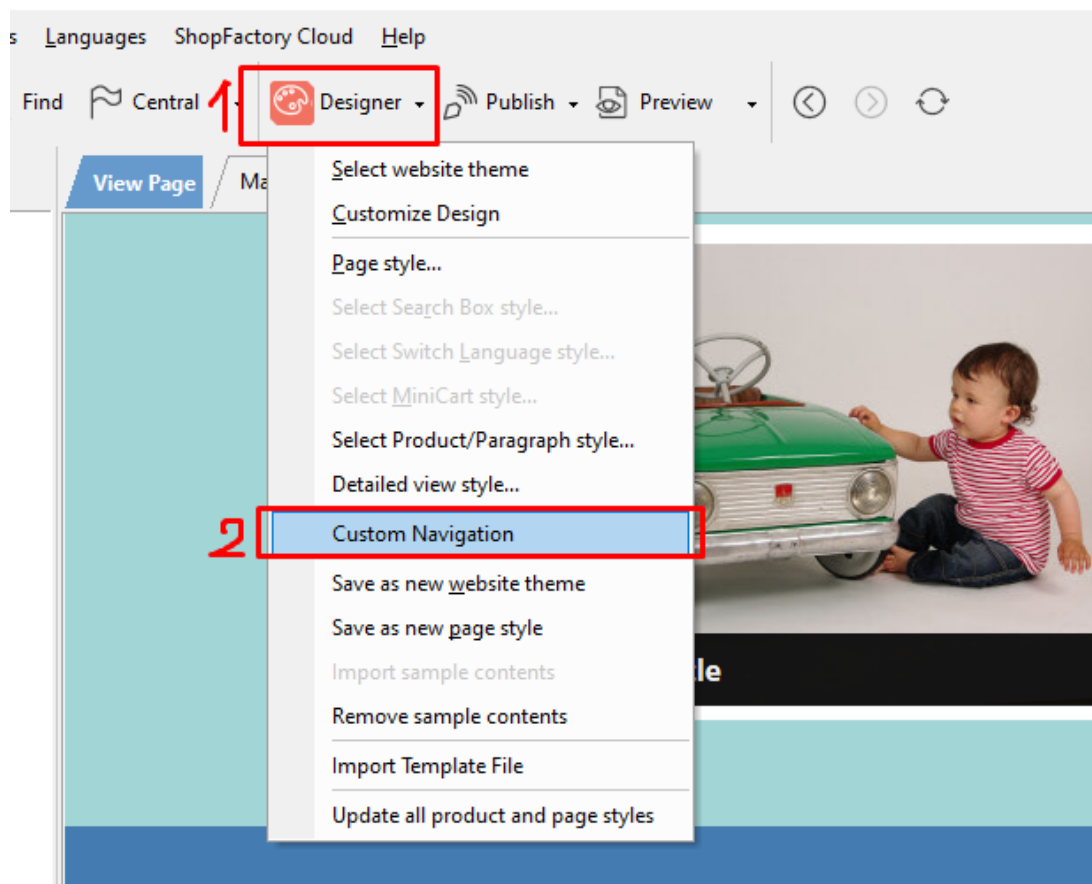 s Languages ShopFactory Cloud Help
Find Central 1 Designer Publish Preview
View Page Ma
Select website theme
Customize Design
Page style...
Select Search Box style...
Select Switch Language style...
Select MiniCart style...
Select Product/Paragraph style...
Detailed view style...
2 Custom Navigation
Save as new website theme
Save as new page style
Import sample contents
le
Remove sample contents
Import Template File
Update all product and page styles